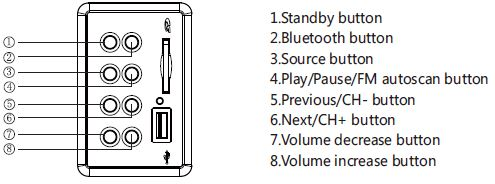 ①
②
③
④
⑤
⑥
⑦
⑧
1.Standby button
2.Bluetooth button
3.Source button
4.Play/Pause/FM autoscan button
5.Previous/CH- button
6.Next/CH+ button
7.Volume decrease button
8.Volume increase button